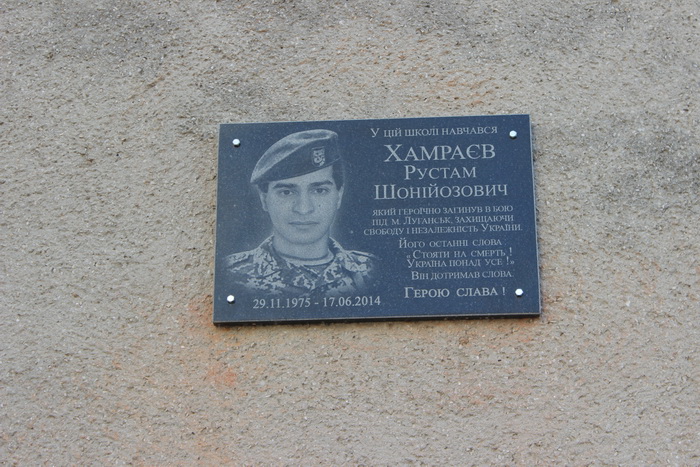 У ЦІЙ ШКОЛІ НАВЧАВСЯ
ХАМРАЄВ
РУСТАМ
ШОНІЙОЗОВИЧ
ЯКИЙ ГЕРОЇЧНО ЗАГИНУВ В БОЮ
ПІД М. ЛУГАНСЬК, ЗАХИЩАЮЧИ
СВОБОДУ І НЕЗАЛЕЖНІСТЬ УКРАЇНИ.
ЙОГО ОСТАННІ СЛОВА
„СТОЯТИ НА СМЕРТЬ,!
УКРАЇНА ПОНАД УСЕ !"
ВІН ДОТРИМАВ СЛОВА.
ГЕРОЮ СЛАВА !
29.11.1975 - 17.06.2014